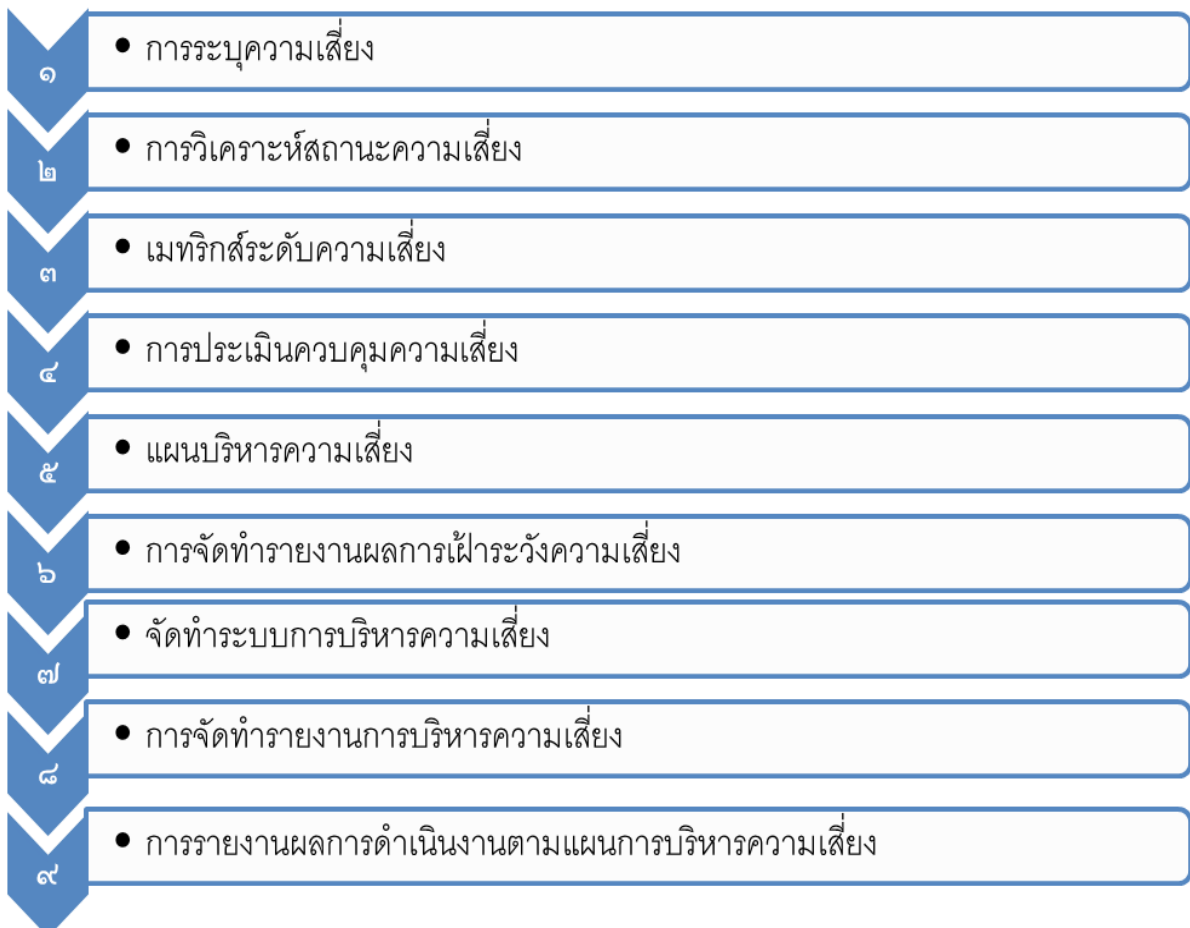 ๑
• การระบุความเสี่ยง
๒
• การวิเคราะห์สถานะความเสี่ยง
๓
• เมทริกส์ระดับความเสี่ยง
๔
• การประเมินควบคุมความเสี่ยง
๕
• แผนบริหารความเสี่ยง
๖
• การจัดทำรายงานผลการเฝ้าระวังความเสี่ยง
๗
• จัดทำระบบการบริหารความเสี่ยง
๘
• การจัดทำรายงานการบริหารความเสี่ยง
๙
• การรายงานผลการดำเนินงานตามแผนการบริหารความเสี่ยง